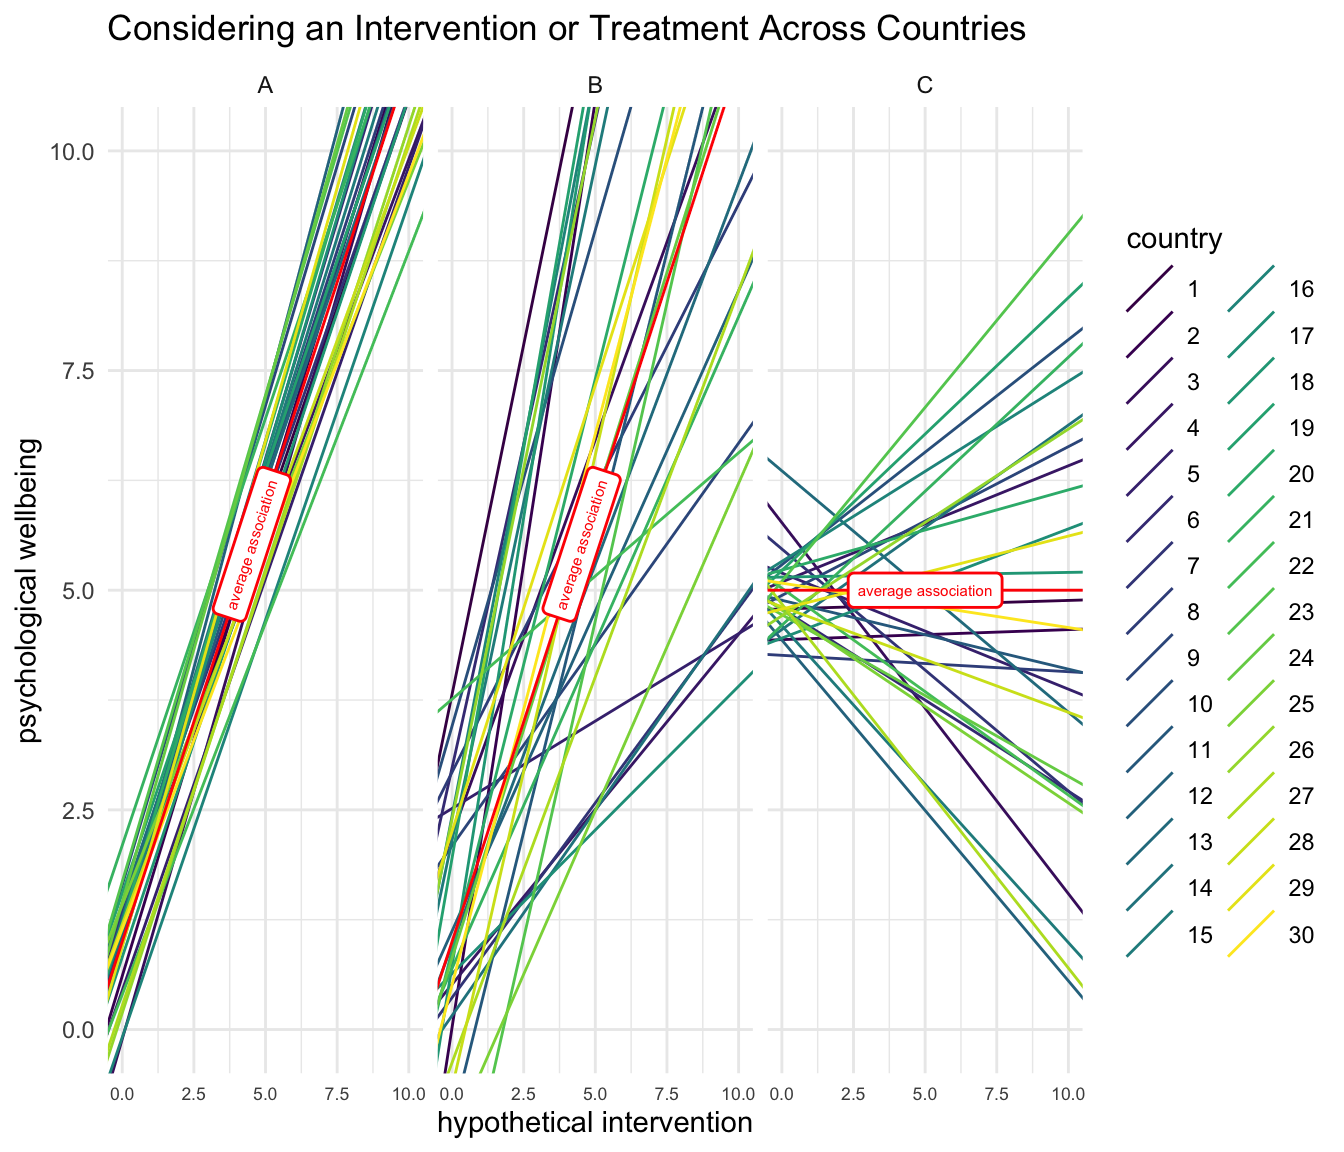 Considering an Intervention or Treatment Across Countries
A
B
C
psychological wellbeing
10.0
7.5
5.0
2.5
0.0
average association
average association
average association
0.0 2.5 5.0 7.5 10.0
0.0 2.5 5.0 7.5 10.0
0.0 2.5 5.0 7.5 10.0
hypothetical intervention
country
1
2
3
4
5
6
7
8
9
10
11
12
13
14
15
16
17
18
19
20
21
22
23
24
25
26
27
28
29
30